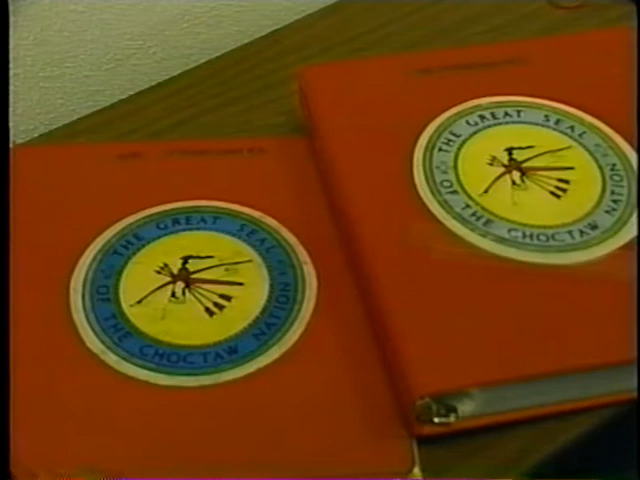 THE GREAT SEAL
OF THE CHOCTAW NATION
THE GREAT SEAL
OF THE CHOCTAW NATION